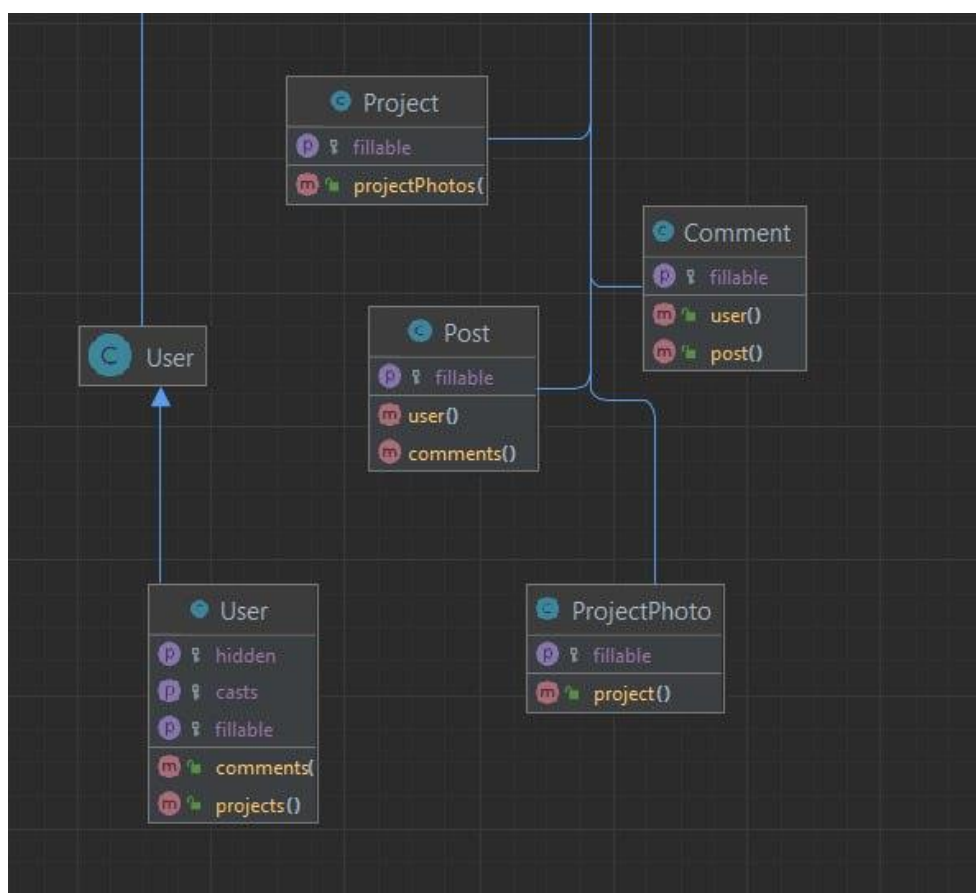 Project
fillable
projectPhotos(
Comment
fillable
user()
post()
Post
fillable
user()
comments()
C User
User
hidden
casts
fillable
comments(
projects()
ProjectPhoto
fillable
project()